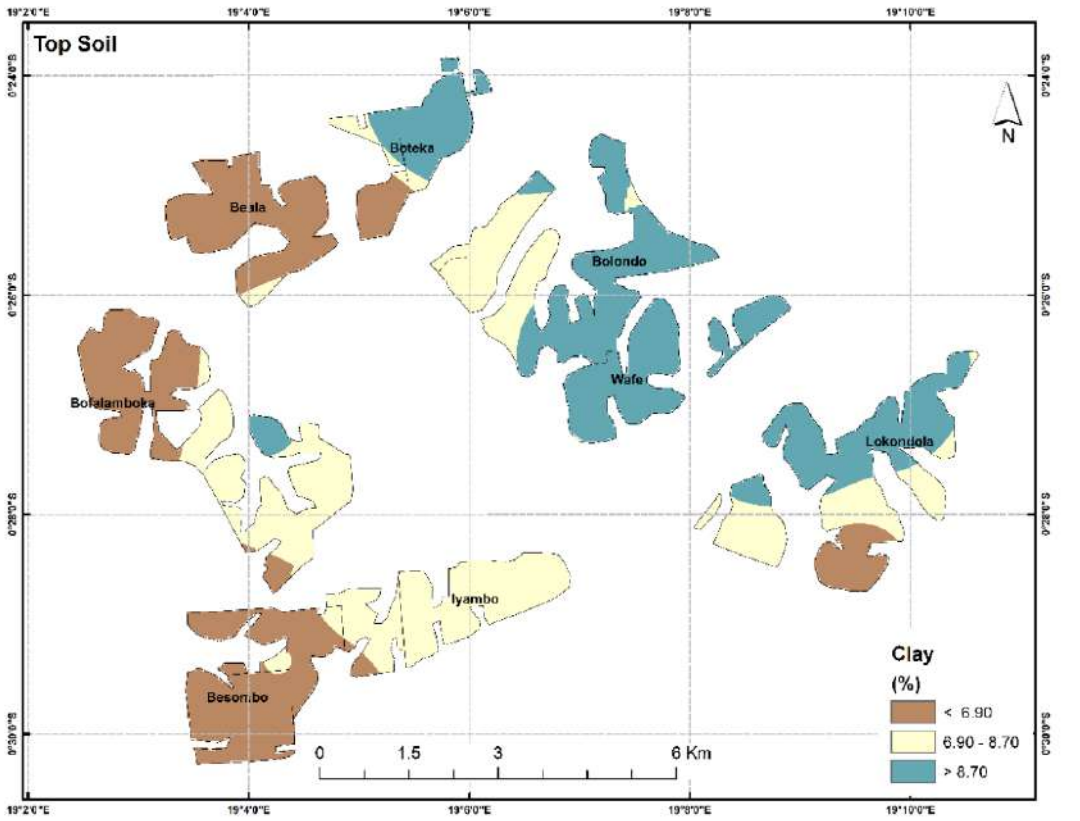 19°2'0"E 19°4'0"E 19°6'0"E 19°8'0"E 19°10'0"E
Top Soil
0°24'0"S 0°24'0"S
N
Boteka
Beala
Bolondo
0°26'0"S 0°26'0"S
Wafe
Bofalamboka
Lokondola
0°28'0"S 0°28'0"S
Iyambo
Clay
(%)
Besombo
< 6.90
0°30'0"S 0°30'0"S
6.90 - 8.70
0 1.5 3 6 Km
> 8.70
19°2'0"E 19°4'0"E 19°6'0"E 19°8'0"E 19°10'0"E